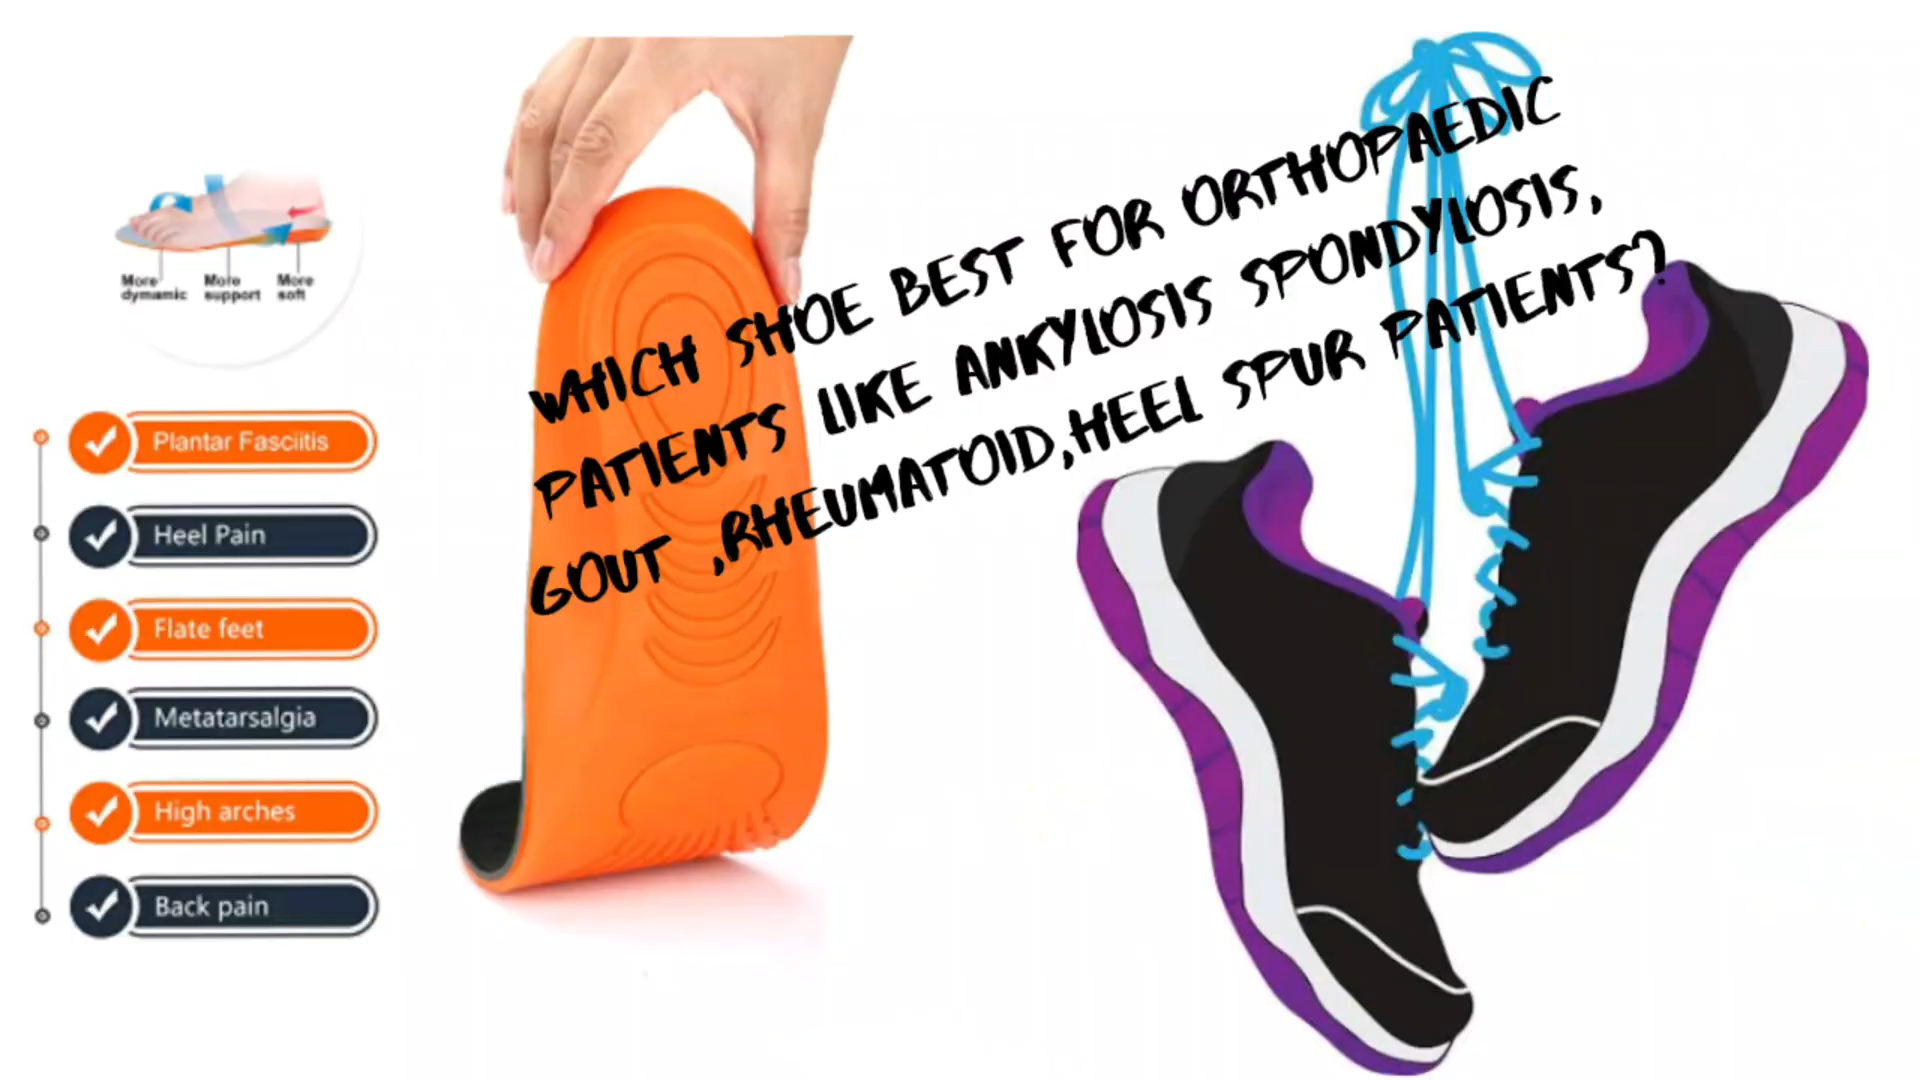 WHICH SHOE BEST FOR ORTHOPAEDIC
PATIENTS LIKE ANKYLOSIS SPONDYLOSIS,
GOUT ,RHEUMATOID,HEEL SPUR PATIENTS?
More More More
dymamic support soft
Plantar Fasciitis
Heel Pain
Flate feet
Metatarsalgia
High arches
Back pain